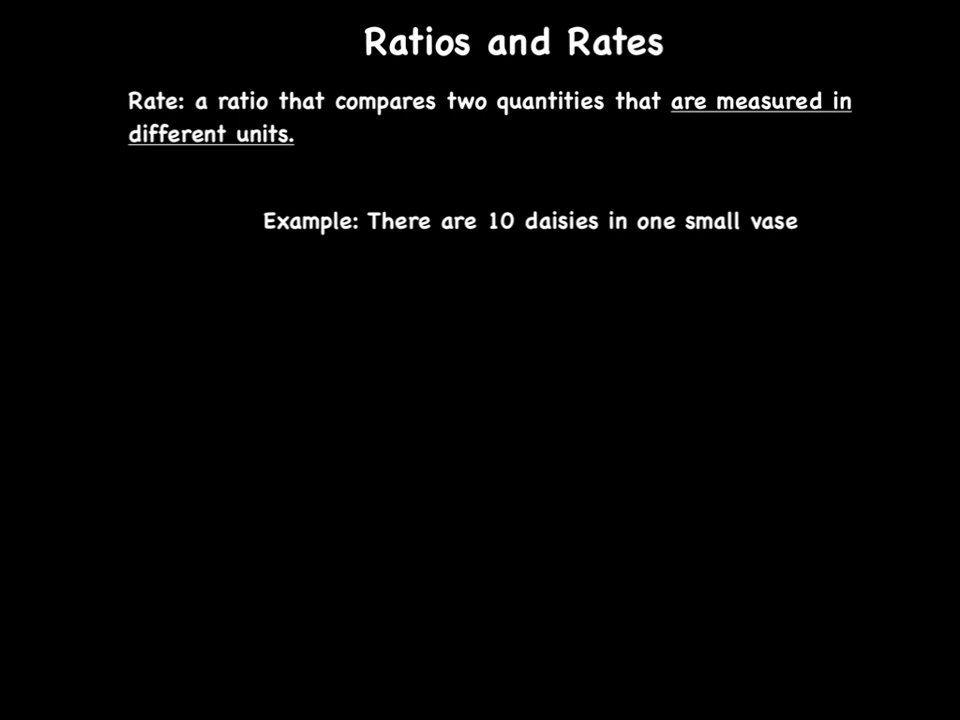 Ratios and Rates
Rate: a ratio that compares two quantities that are measured in
different units.
Example: There are 10 daisies in one small vase